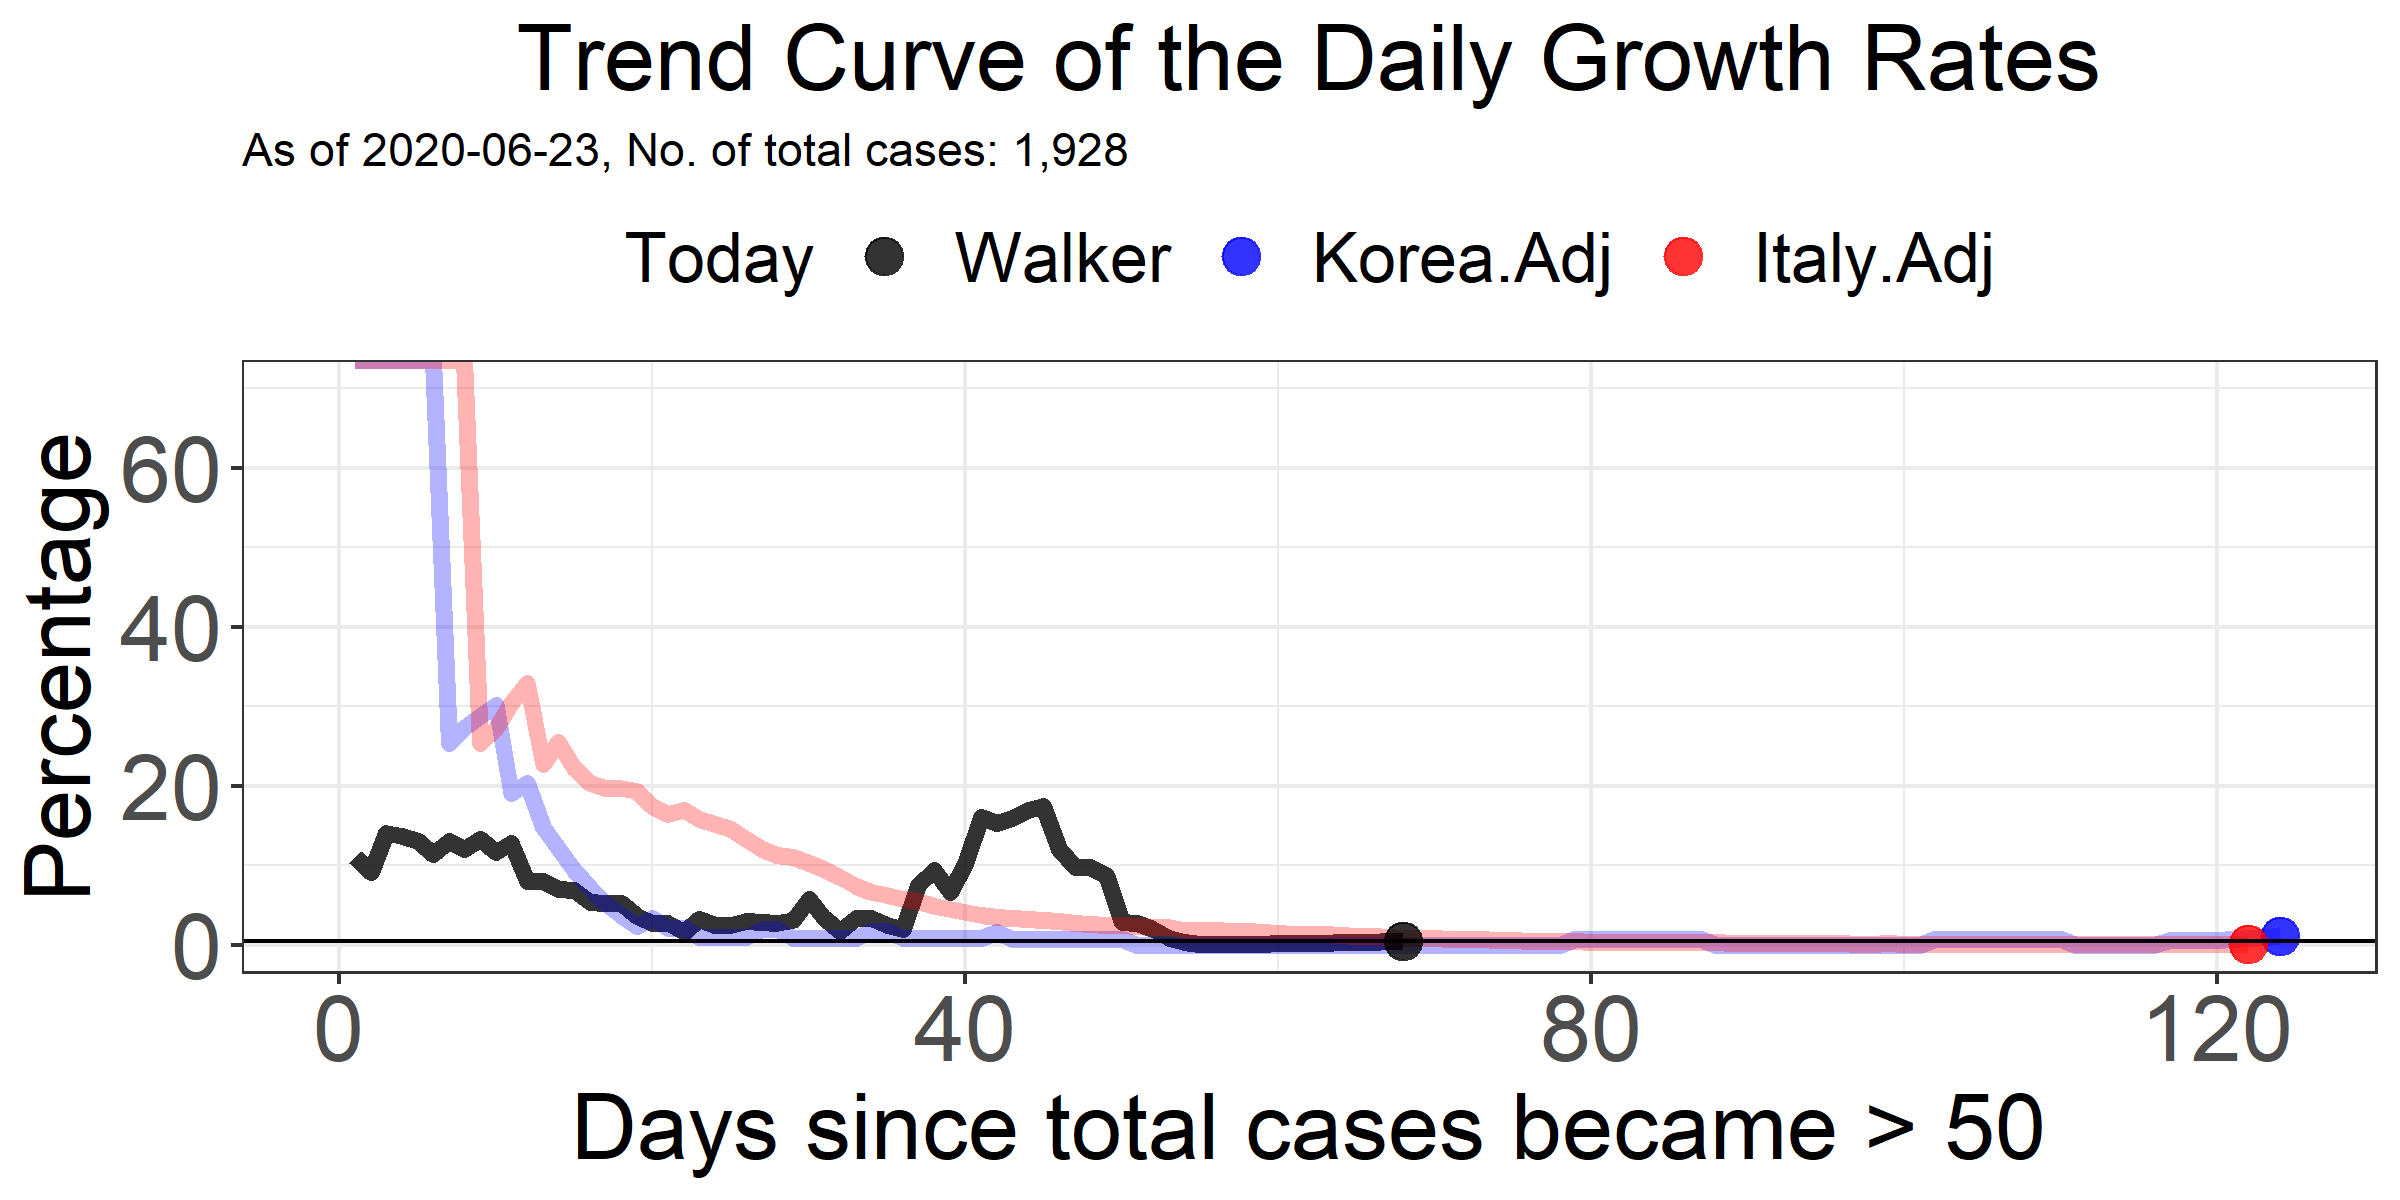 Trend Curve of the Daily Growth Rates
As of 2020-06-23, No. of total cases: 1,928
Today Walker Korea.Adj Italy.Adj
Percentage
60
40
20
0
0 40 80 120
Days since total cases became > 50